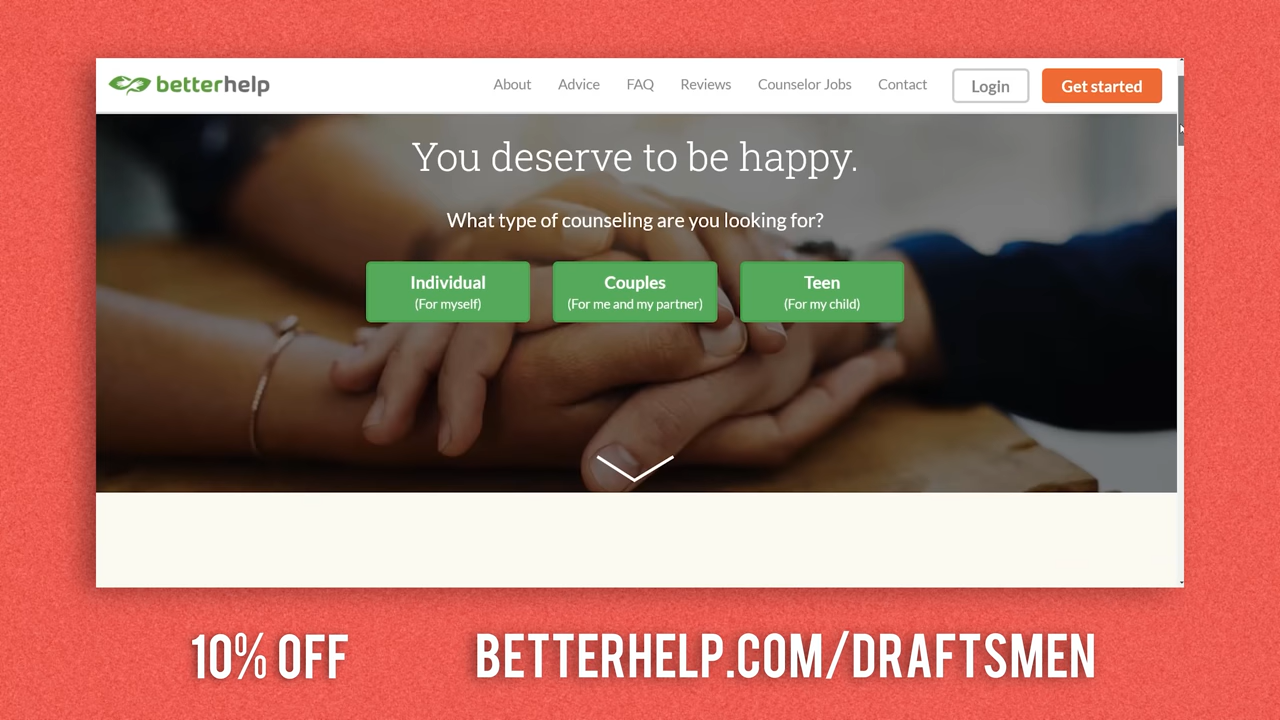 betterhelp
About Advice FAQ Reviews Counselor Jobs Contact Login Get started
You deserve to be happy.
What type of counseling are you looking for?
Individual
(For myself)
Couples
(For me and my partner)
Teen
(For my child)
10% OFF
BETTERHELP.COM/DRAFTSMEN